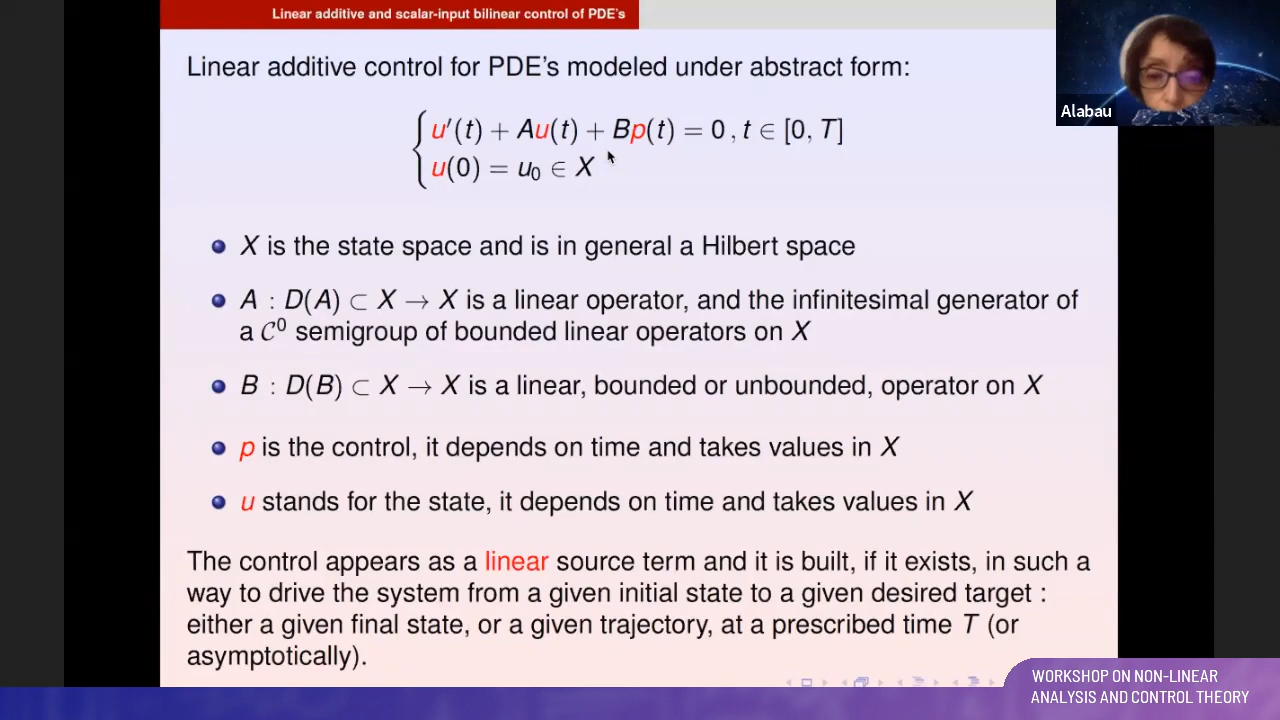 Linear additive and scalar-input bilinear control of PDE's
Linear additive control for PDE's modeled under abstract form:
u′(t) + Au(t) + Bp(t) = 0 , t ∈ [0, T]
u(0) = u₀ ∈ X
X is the state space and is in general a Hilbert space
A : D(A) ⊂ X → X is a linear operator, and the infinitesimal generator of
a 𝒞⁰ semigroup of bounded linear operators on X
B : D(B) ⊂ X → X is a linear, bounded or unbounded, operator on X
p is the control, it depends on time and takes values in X
u stands for the state, it depends on time and takes values in X
The control appears as a linear source term and it is built, if it exists, in such a
way to drive the system from a given initial state to a given desired target :
either a given final state, or a given trajectory, at a prescribed time T (or
asymptotically).
Alabau
WORKSHOP ON NON-LINEAR
ANALYSIS AND CONTROL THEORY